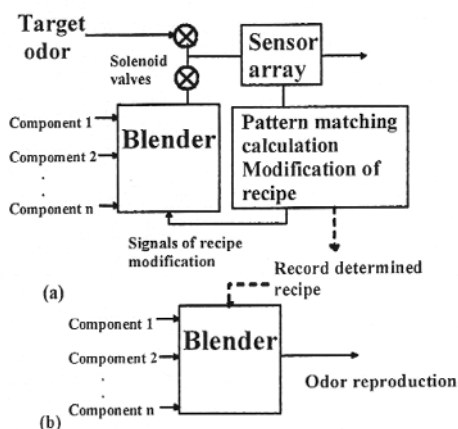 Target
odor
Solenoid
valves
Sensor
array
Component 1
Component 2
.
.
Component n
Blender
Pattern matching
calculation
Modification of
recipe
Signals of recipe
modification
Record determined
recipe
(a)
Component 1
Compoment 2
.
.
Component n
Blender
Odor reproduction
(b)